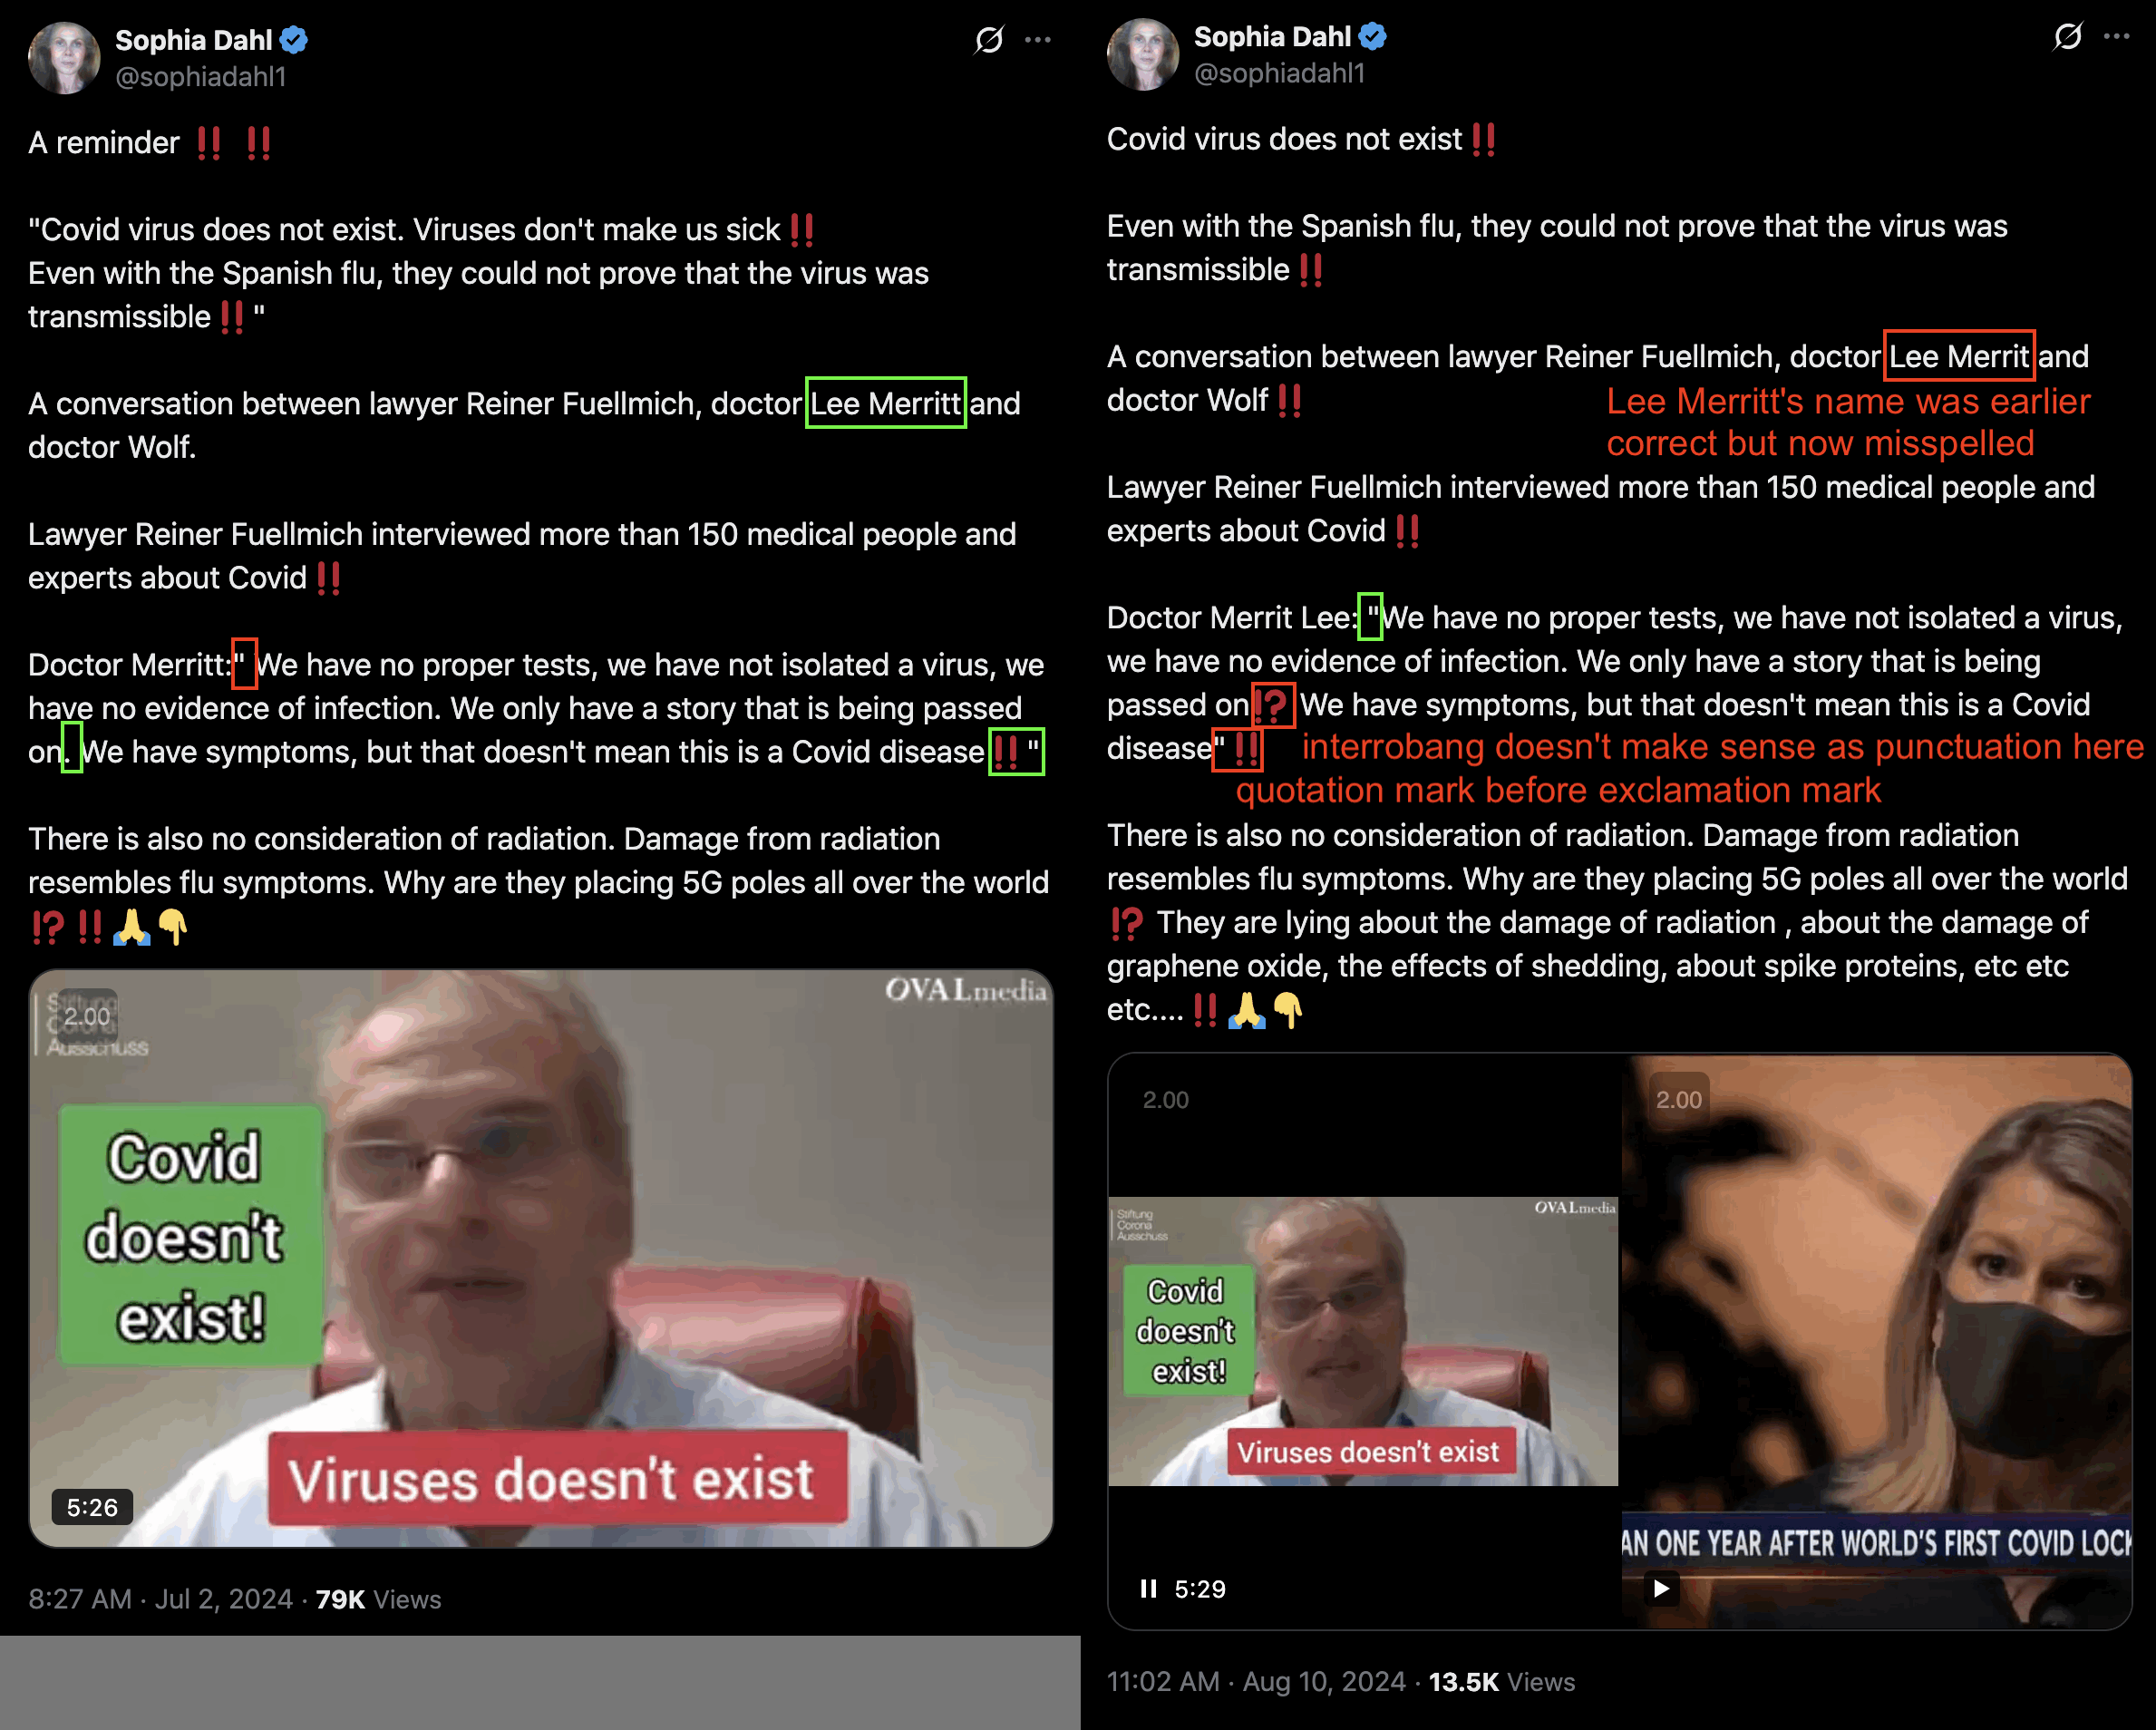 Sophia Dahl
@sophiadahl1
A reminder ‼️ ‼️
"Covid virus does not exist. Viruses don't make us sick‼️
Even with the Spanish flu, they could not prove that the virus was
transmissible‼️"
A conversation between lawyer Reiner Fuellmich, doctor Lee Merritt and
doctor Wolf.
Lawyer Reiner Fuellmich interviewed more than 150 medical people and
experts about Covid‼️
Doctor Merritt:" We have no proper tests, we have not isolated a virus, we
have no evidence of infection. We only have a story that is being passed
on. We have symptoms, but that doesn't mean this is a Covid disease‼️"
There is also no consideration of radiation. Damage from radiation
resembles flu symptoms. Why are they placing 5G poles all over the world
⁉️‼️🙏👇
Stiftung
Corona
Ausschuss
2.00
OVALmedia
Covid
doesn't
exist!
Viruses doesn't exist
5:26
8:27 AM · Jul 2, 2024 · 79K Views
Sophia Dahl
@sophiadahl1
Covid virus does not exist‼️
Even with the Spanish flu, they could not prove that the virus was
transmissible‼️
A conversation between lawyer Reiner Fuellmich, doctor Lee Merrit and
doctor Wolf‼️
Lee Merritt's name was earlier
correct but now misspelled
Lawyer Reiner Fuellmich interviewed more than 150 medical people and
experts about Covid‼️
Doctor Merrit Lee: "We have no proper tests, we have not isolated a virus,
we have no evidence of infection. We only have a story that is being
passed on⁉️ We have symptoms, but that doesn't mean this is a Covid
disease"‼️
interrobang doesn't make sense as punctuation here
quotation mark before exclamation mark
There is also no consideration of radiation. Damage from radiation
resembles flu symptoms. Why are they placing 5G poles all over the world
⁉️ They are lying about the damage of radiation , about the damage of
graphene oxide, the effects of shedding, about spike proteins, etc etc
etc....‼️🙏👇
2.00
Stiftung
Corona
Ausschuss
OVALmedia
Covid
doesn't
exist!
Viruses doesn't exist
5:29
2.00
AN ONE YEAR AFTER WORLD'S FIRST COVID LOCK
11:02 AM · Aug 10, 2024 · 13.5K Views